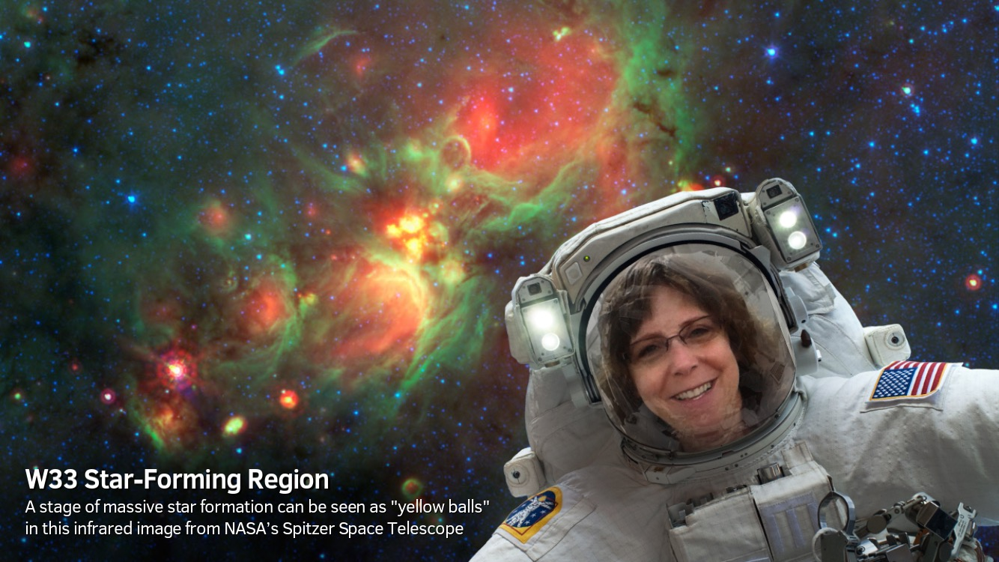 W33 Star-Forming Region
A stage of massive star formation can be seen as "yellow balls"
in this infrared image from NASA’s Spitzer Space Telescope